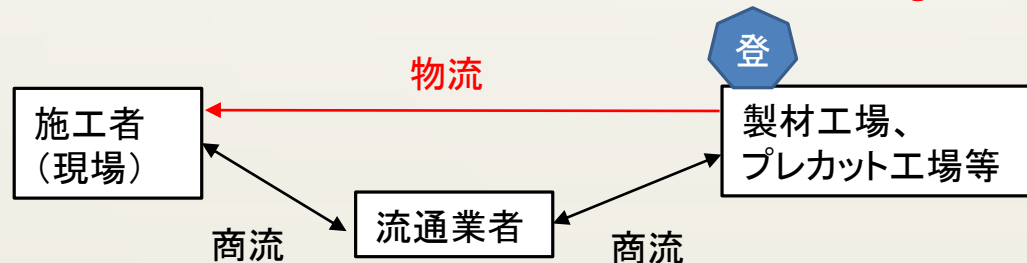 登
物流
施工者
（現場）
製材工場、
プレカット工場等
流通業者
商流
商流